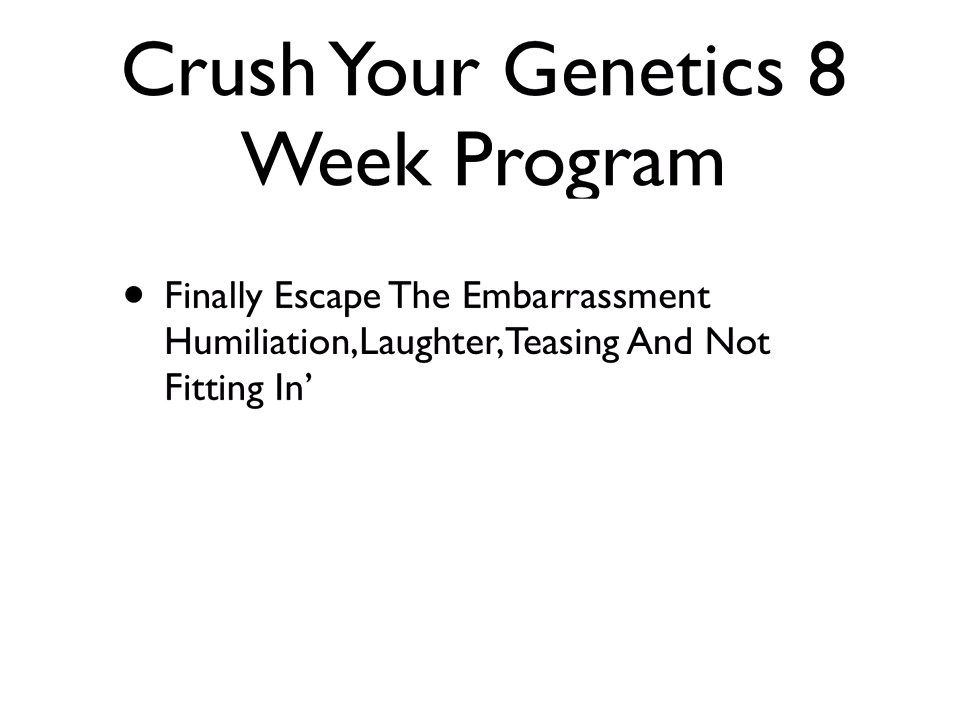 Crush Your Genetics 8
Week Program
• Finally Escape The Embarrassment
Humiliation,Laughter,Teasing And Not
Fitting In’